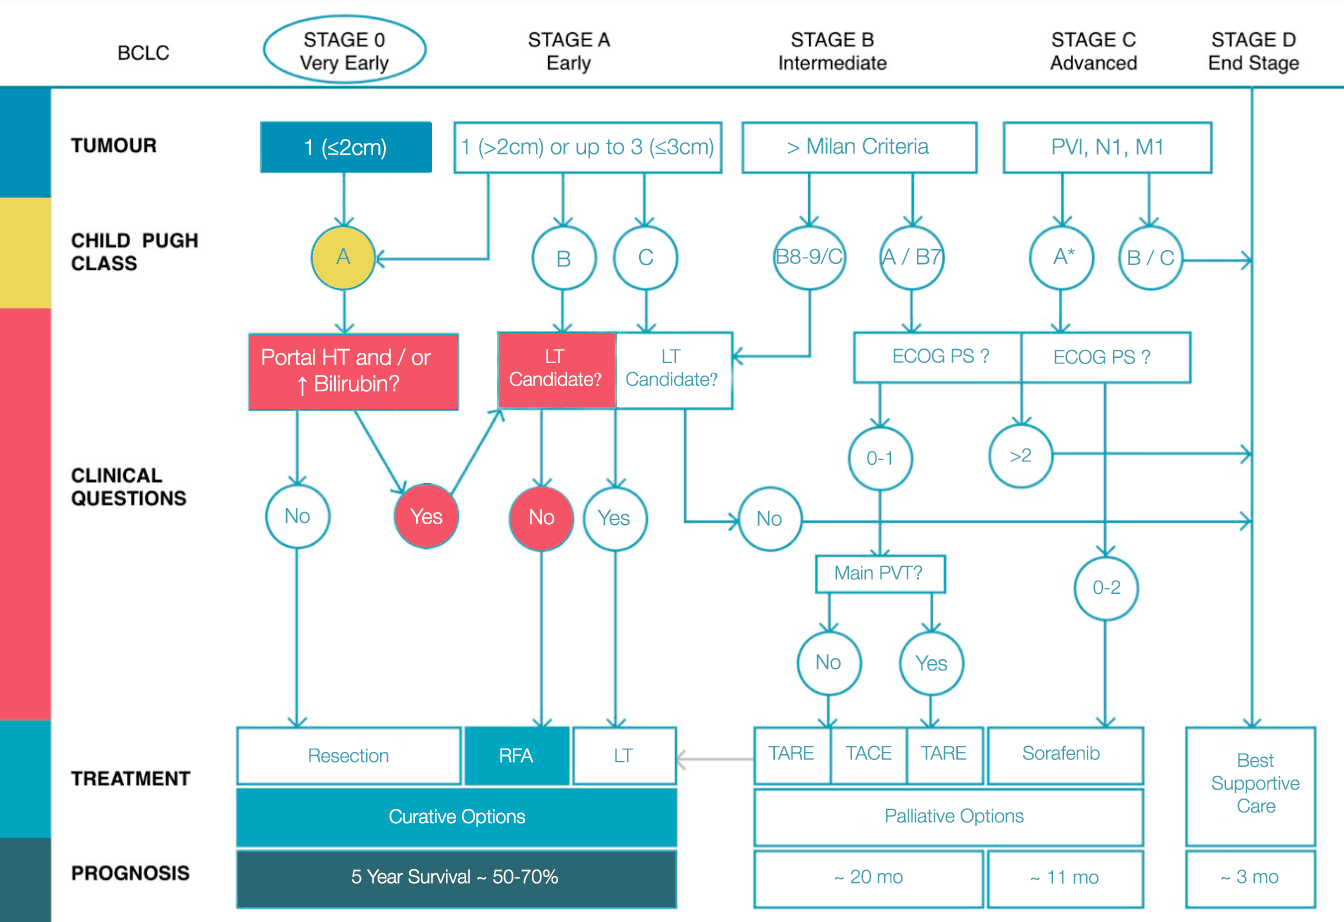 BCLC
STAGE 0
Very Early
STAGE A
Early
STAGE B
Intermediate
STAGE C
Advanced
STAGE D
End Stage
TUMOUR
1 (≤2cm)
1 (>2cm) or up to 3 (≤3cm)
> Milan Criteria
PVI, N1, M1
CHILD PUGH
CLASS
A
B
C
B8-9/C
A / B7
A*
B / C
CLINICAL
QUESTIONS
Portal HT and / or
↑ Bilirubin?
LT
Candidate?
LT
Candidate?
ECOG PS ?
ECOG PS ?
0-1
>2
No
Yes
No
Yes
No
Main PVT?
0-2
No
Yes
TREATMENT
Resection
RFA
LT
TARE
TACE
TARE
Sorafenib
Best
Supportive
Care
Curative Options
Palliative Options
PROGNOSIS
5 Year Survival ~ 50-70%
~ 20 mo
~ 11 mo
~ 3 mo